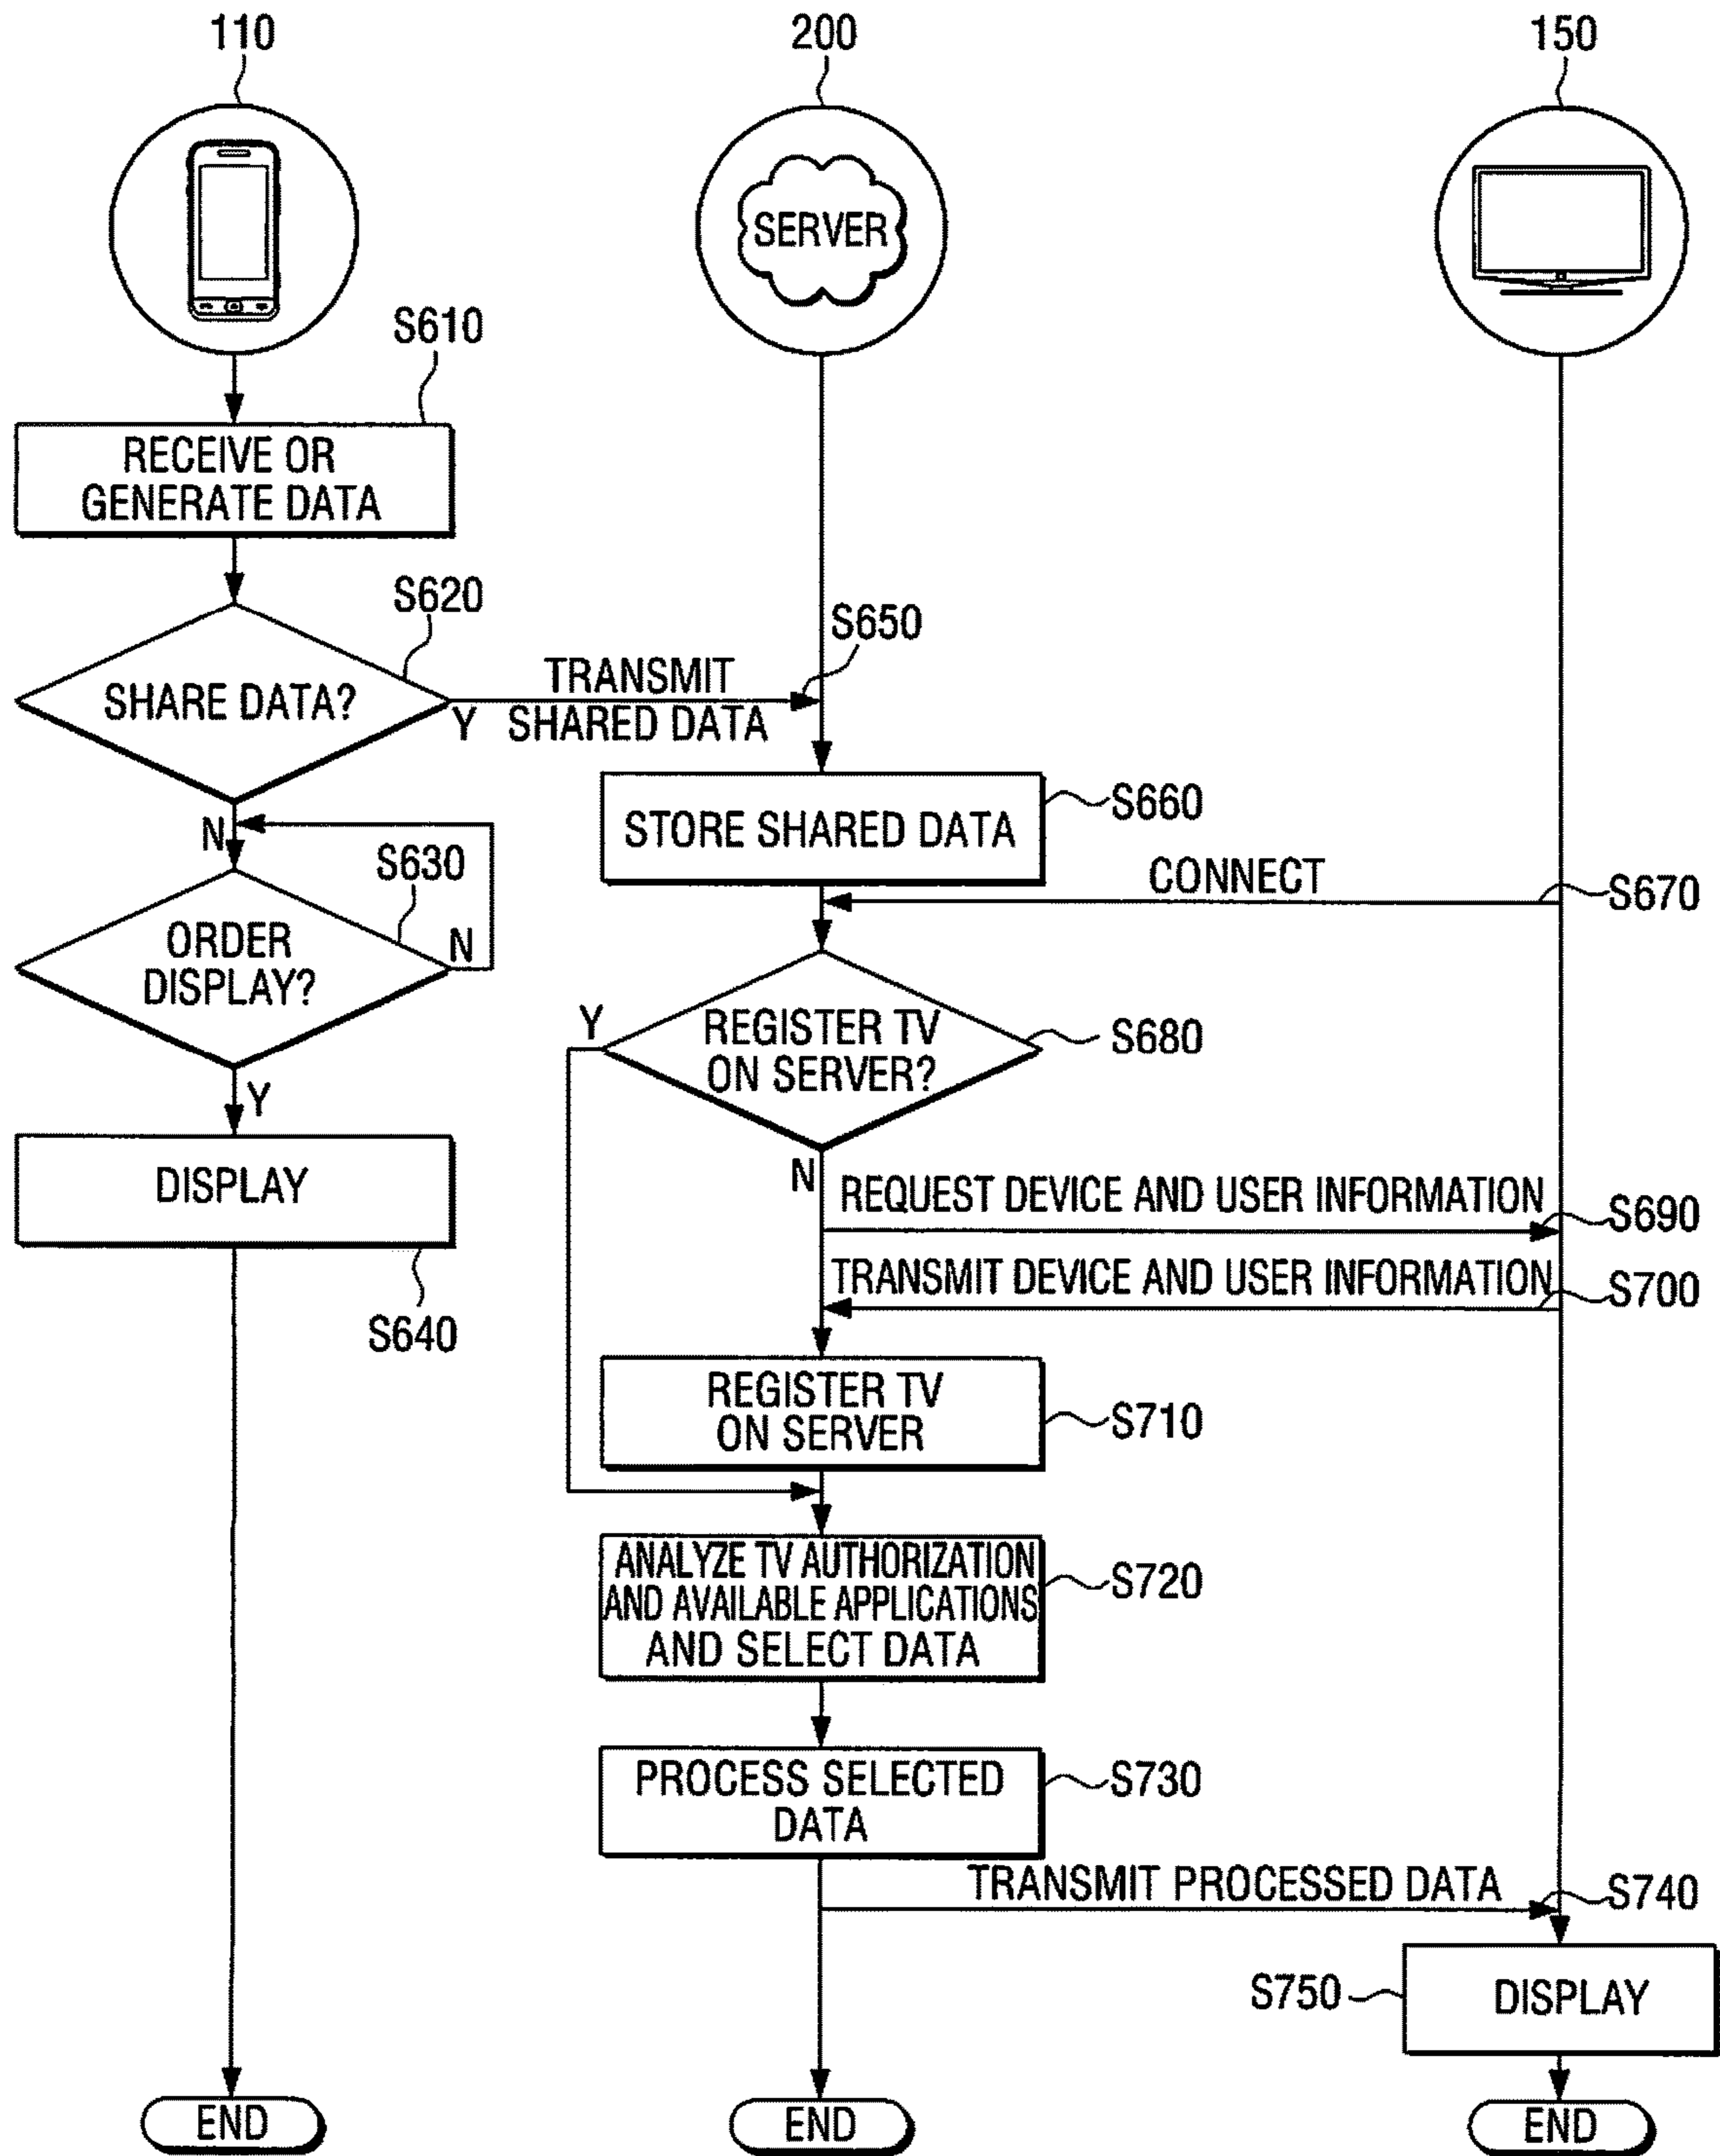 110
200
150
SERVER
S610
RECEIVE OR
GENERATE DATA
S620
SHARE DATA?
Y
TRANSMIT
SHARED DATA
S650
N
S630
ORDER
DISPLAY?
N
Y
DISPLAY
S640
STORE SHARED DATA
S660
CONNECT
S670
Y
REGISTER TV
ON SERVER?
S680
N
REQUEST DEVICE AND USER INFORMATION
S690
TRANSMIT DEVICE AND USER INFORMATION
S700
REGISTER TV
ON SERVER
S710
ANALYZE TV AUTHORIZATION
AND AVAILABLE APPLICATIONS
AND SELECT DATA
S720
PROCESS SELECTED
DATA
S730
TRANSMIT PROCESSED DATA
S740
S750
DISPLAY
END
END
END